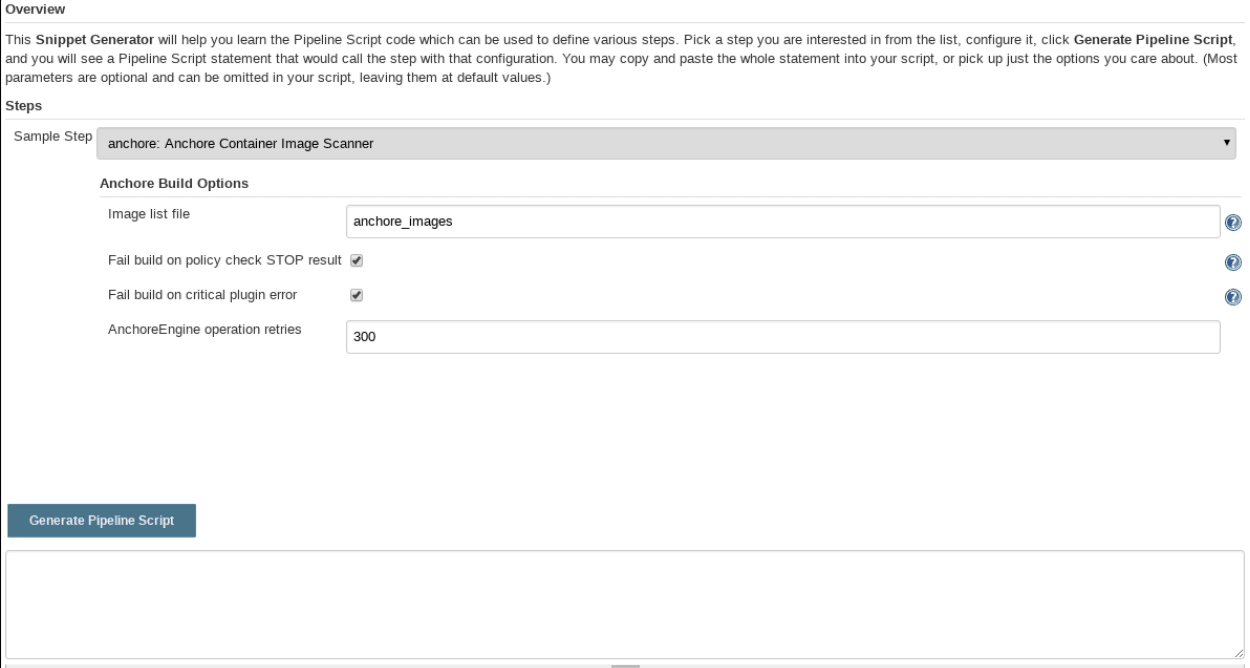 Overview
This Snippet Generator will help you learn the Pipeline Script code which can be used to define various steps. Pick a step you are interested in from the list, configure it, click Generate Pipeline Script,
and you will see a Pipeline Script statement that would call the step with that configuration. You may copy and paste the whole statement into your script, or pick up just the options you care about. (Most
parameters are optional and can be omitted in your script, leaving them at default values.)
Steps
Sample Step anchore: Anchore Container Image Scanner
Anchore Build Options
Image list file anchore_images
Fail build on policy check STOP result
Fail build on critical plugin error
AnchoreEngine operation retries 300
Generate Pipeline Script